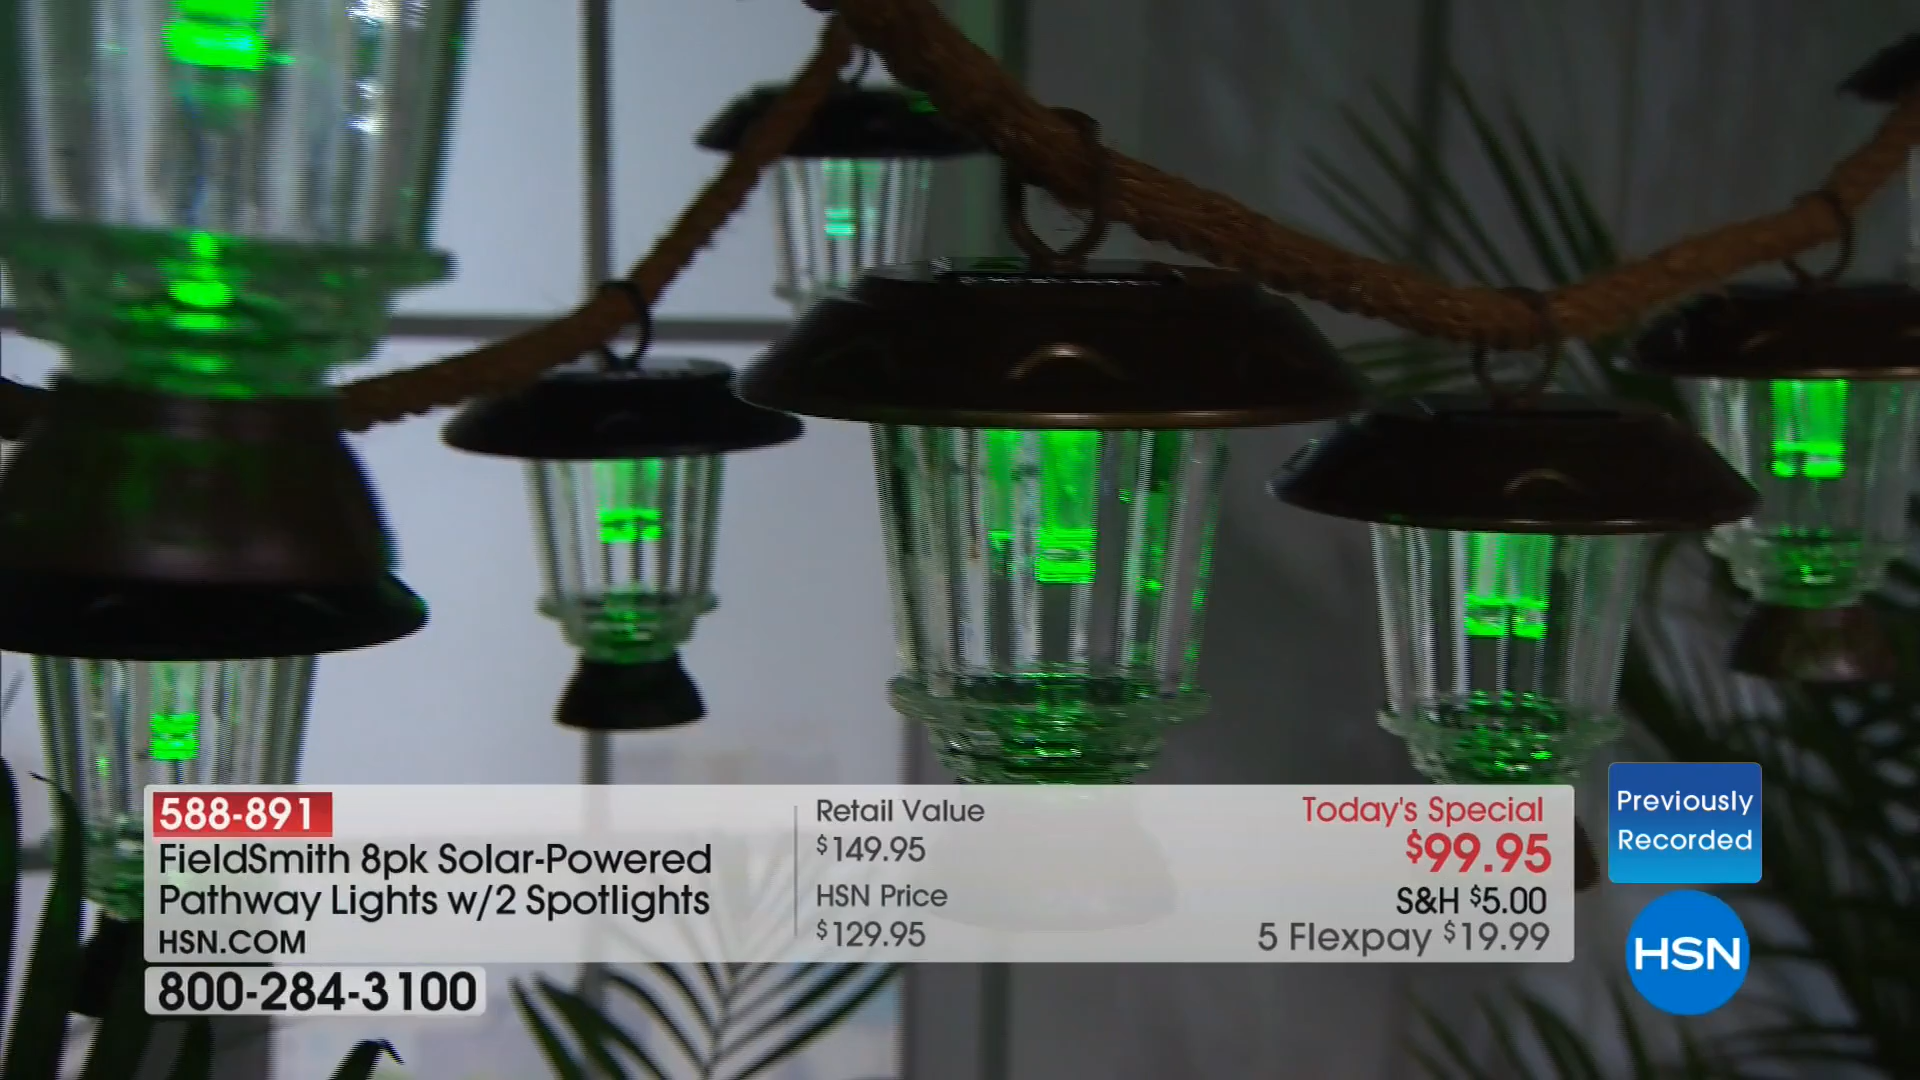 588-891
FieldSmith 8pk Solar-Powered
Pathway Lights w/2 Spotlights
HSN.COM
800-284-3100
Retail Value
$149.95
HSN Price
$129.95
Today's Special
$99.95
S&H $5.00
5 Flexpay $19.99
Previously
Recorded
HSN